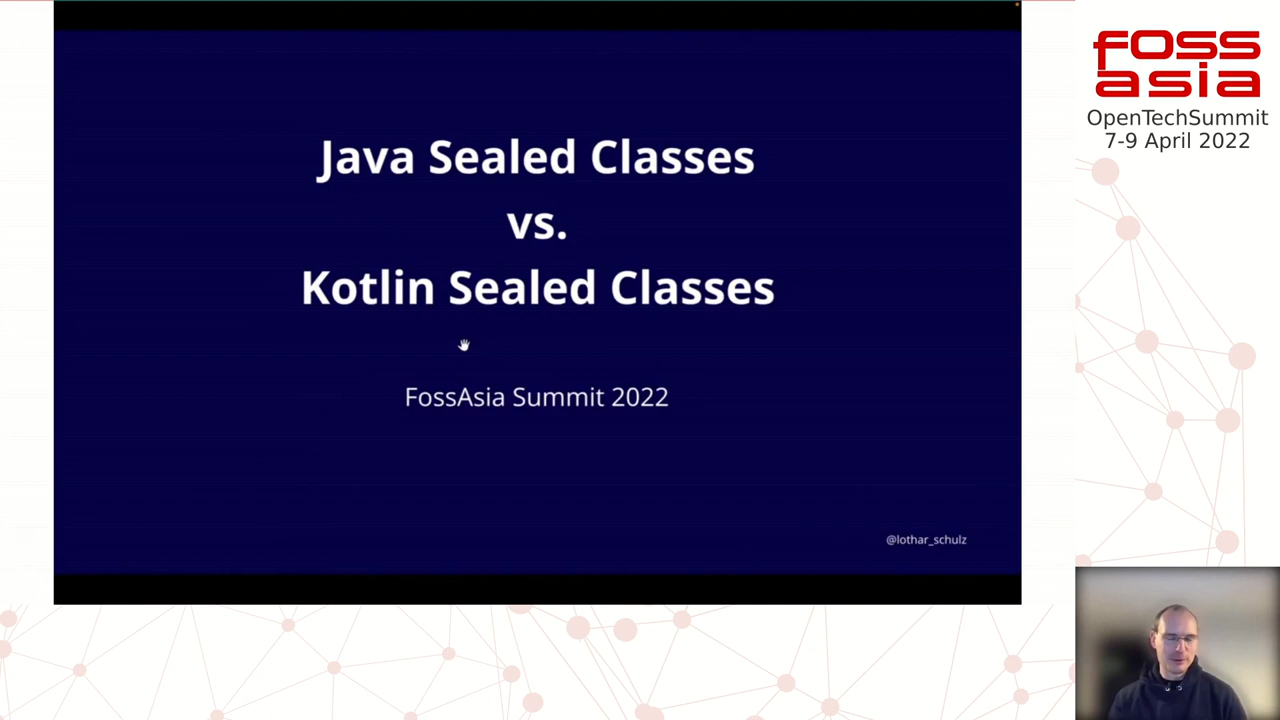 Java Sealed Classes
vs.
Kotlin Sealed Classes
FossAsia Summit 2022
@lothar_schulz
foss
asia
OpenTechSummit
7-9 April 2022